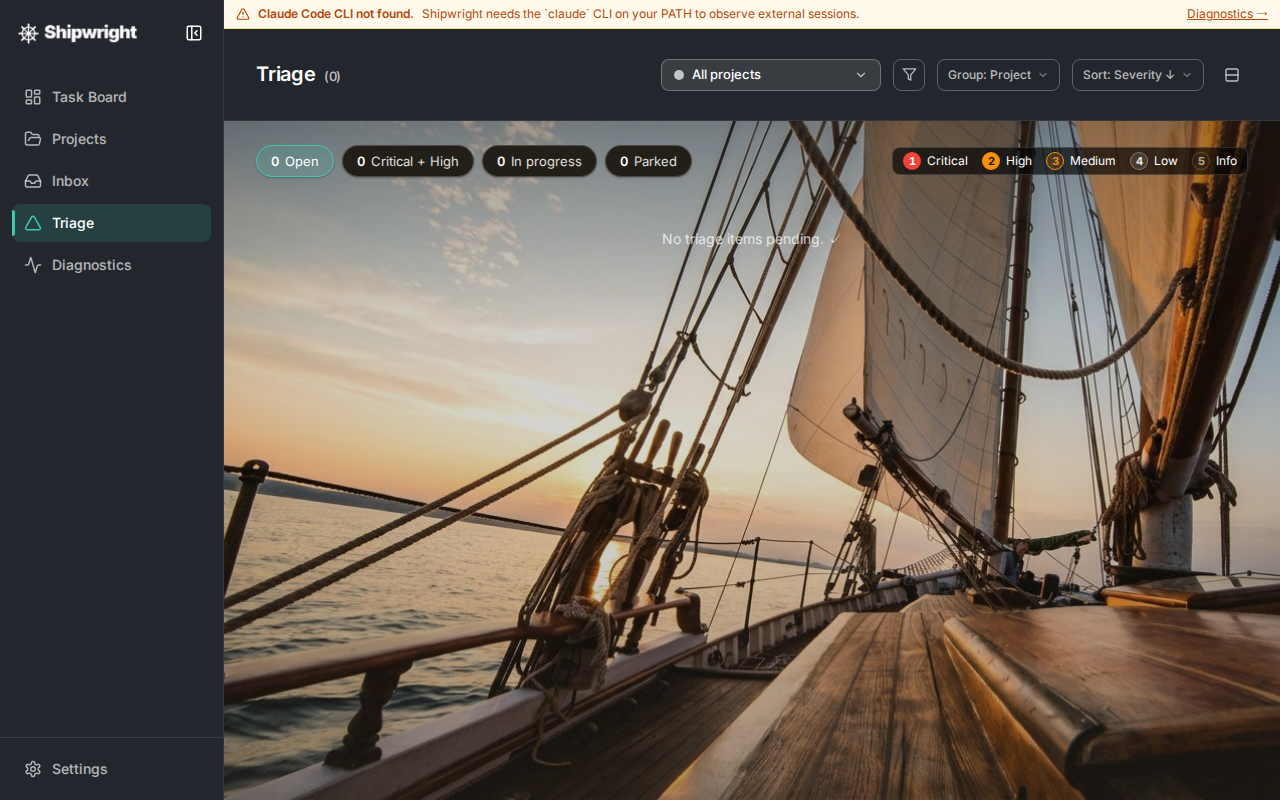 Claude Code CLI not found. Shipwright needs the `claude` CLI on your PATH to observe external sessions. Diagnostics →
Shipwright
Task Board
Projects
Inbox
Triage
Diagnostics
Settings
Triage (0)
All projects
Group: Project
Sort: Severity ↓
0 Open
0 Critical + High
0 In progress
0 Parked
1 Critical
2 High
3 Medium
4 Low
5 Info
No triage items pending. ✓